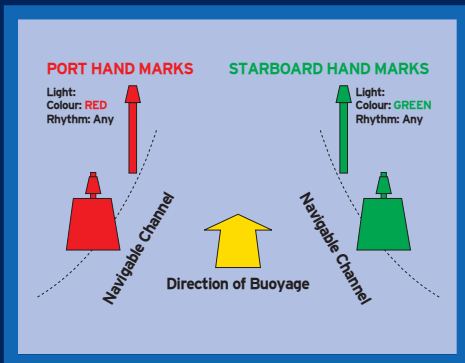 PORT HAND MARKS
Light:
Colour: RED
Rhythm: Any
STARBOARD HAND MARKS
Light:
Colour: GREEN
Rhythm: Any
Navigable Channel
Navigable Channel
Direction of Buoyage